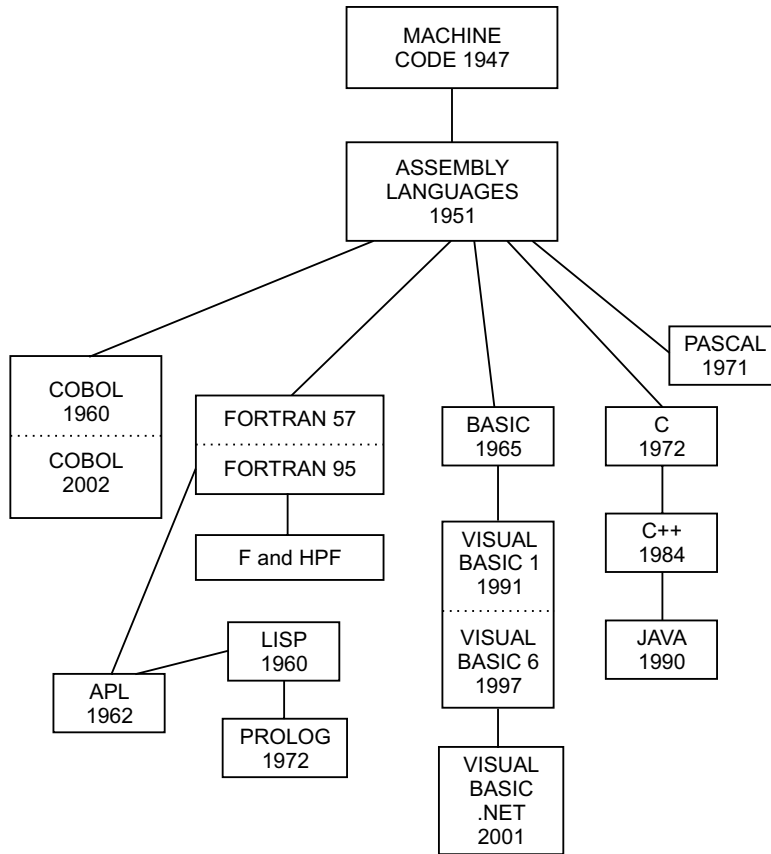 MACHINE
CODE 1947
ASSEMBLY
LANGUAGES
1951
PASCAL
1971
COBOL
1960
COBOL
2002
FORTRAN 57
FORTRAN 95
BASIC
1965
C
1972
F and HPF
VISUAL
BASIC 1
1991
VISUAL
BASIC 6
1997
C++
1984
LISP
1960
JAVA
1990
APL
1962
PROLOG
1972
VISUAL
BASIC
.NET
2001